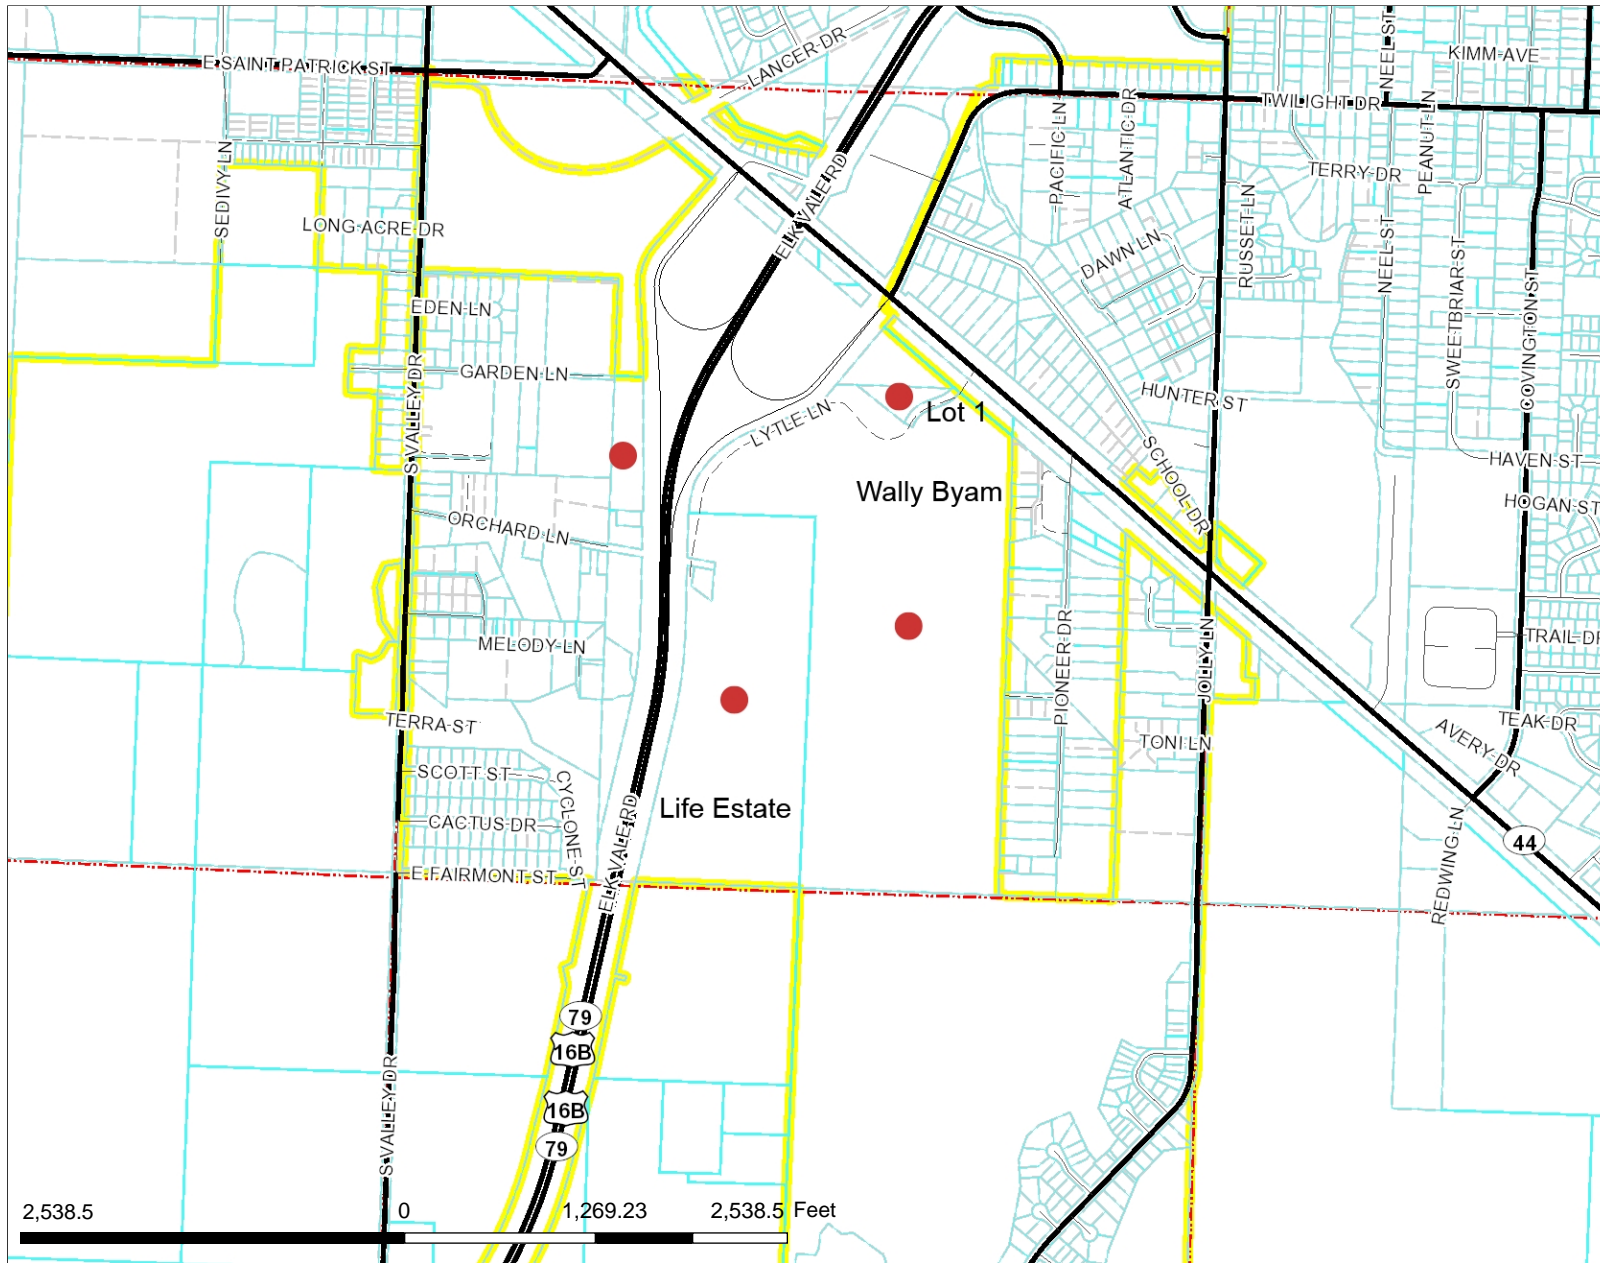 LANCER DR
NEEL ST
KIMM AVE
E SAINT PATRICK ST
TWILIGHT DR
PACIFIC LN
ATLANTIC DR
PEANUT LN
TERRY DR
SEDIVY LN
ELK VALE RD
LONG ACRE DR
DAWN LN
RUSSET LN
NEEL ST
SWEETBRIAR ST
COVINGTON ST
EDEN LN
ELK VALE RD
S VALLEY DR
GARDEN LN
LYTLE LN
Lot 1
HUNTER ST
SCHOOL DR
HAVEN ST
Wally Byam
HOGAN ST
ORCHARD LN
MELODY LN
PIONEER DR
JOLLY LN
TRAIL DR
TERRA ST
TONI LN
TEAK DR
AVERY DR
SCOTT ST
CYCLONE ST
Life Estate
CACTUS DR
ELK VALE RD
REDWING LN
44
E FAIRMONT ST
79
16B
S VALLEY DR
16B
79
2,538.5 0 1,269.23 2,538.5 Feet